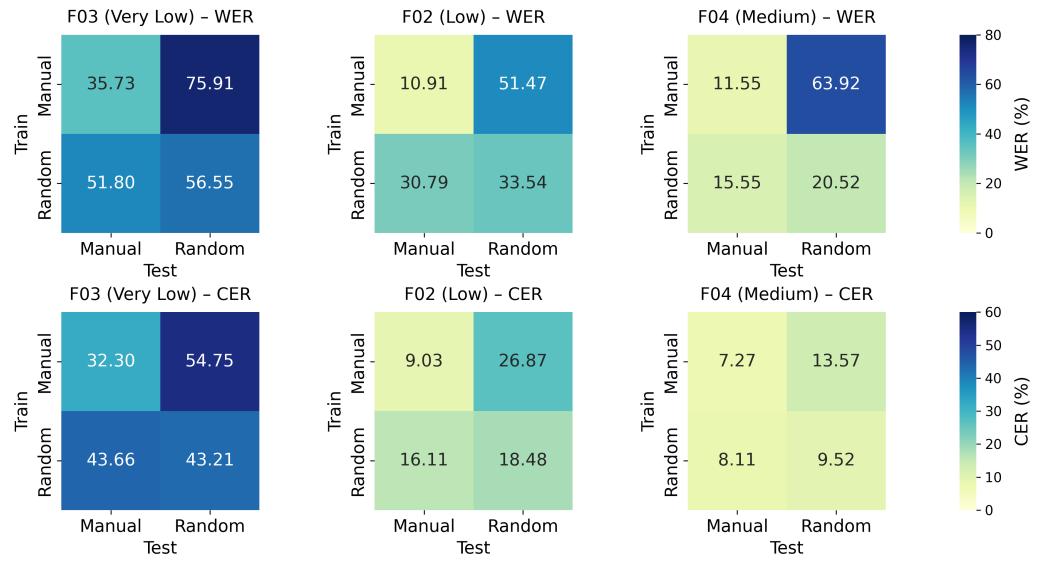 F03 (Very Low) – WER
F02 (Low) – WER
F04 (Medium) – WER
Train
Manual
35.73
75.91
Random
51.80
56.55
Manual
Random
Test
Train
Manual
10.91
51.47
Random
30.79
33.54
Manual
Random
Test
Train
Manual
11.55
63.92
Random
15.55
20.52
Manual
Random
Test
80
60
40
20
0
WER (%)
F03 (Very Low) – CER
F02 (Low) – CER
F04 (Medium) – CER
Train
Manual
32.30
54.75
Random
43.66
43.21
Manual
Random
Test
Train
Manual
9.03
26.87
Random
16.11
18.48
Manual
Random
Test
Train
Manual
7.27
13.57
Random
8.11
9.52
Manual
Random
Test
60
50
40
30
20
10
0
CER (%)